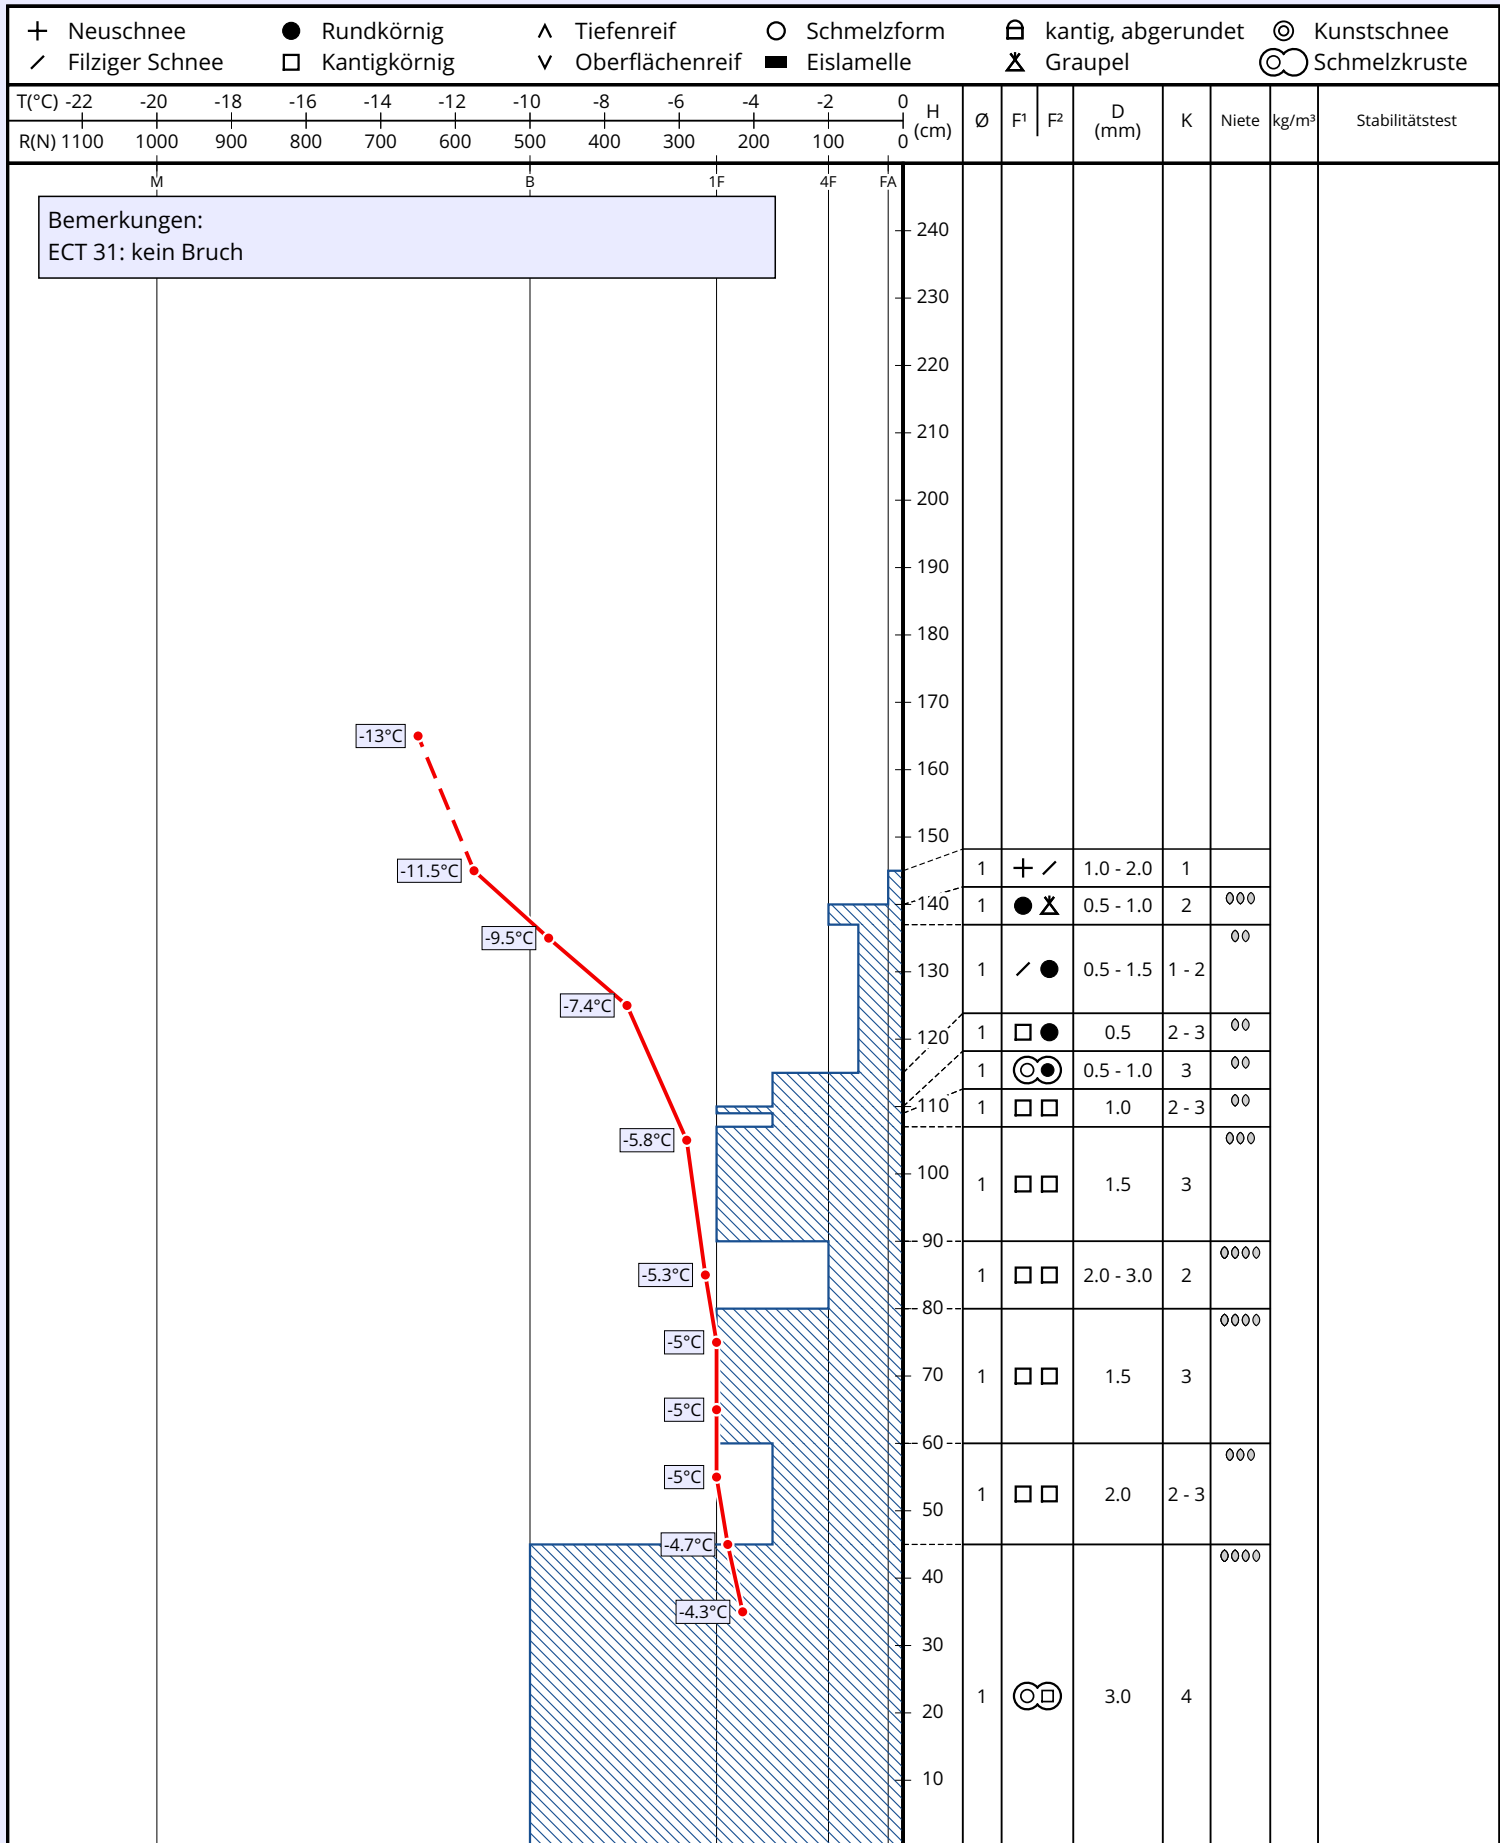 Neuschnee Rundkörnig Tiefenreif Schmelzform kantig, abgerundet Kunstschnee
Filziger Schnee Kantigkörnig Oberflächenreif Eislamelle Graupel Schmelzkruste
T(°C) -22 -20 -18 -16 -14 -12 -10 -8 -6 -4 -2 0
R(N) 1100 1000 900 800 700 600 500 400 300 200 100 0
H (cm) Ø F¹ F² D (mm) K Niete kg/m³ Stabilitätstest
M B 1F 4F FA
Bemerkungen:
ECT 31: kein Bruch
240
230
220
210
200
190
180
170
-13°C
160
150
-11.5°C 1 1.0 - 2.0 1
140 1 0.5 - 1.0 2
-9.5°C
130 1 0.5 - 1.5 1 - 2
-7.4°C
120 1 0.5 2 - 3
1 0.5 - 1.0 3
110 1 1.0 2 - 3
-5.8°C
100 1 1.5 3
90
-5.3°C 1 2.0 - 3.0 2
80
-5°C
70 1 1.5 3
-5°C
60
-5°C 1 2.0 2 - 3
50
-4.7°C
40
-4.3°C
30
1 3.0 4
20
10